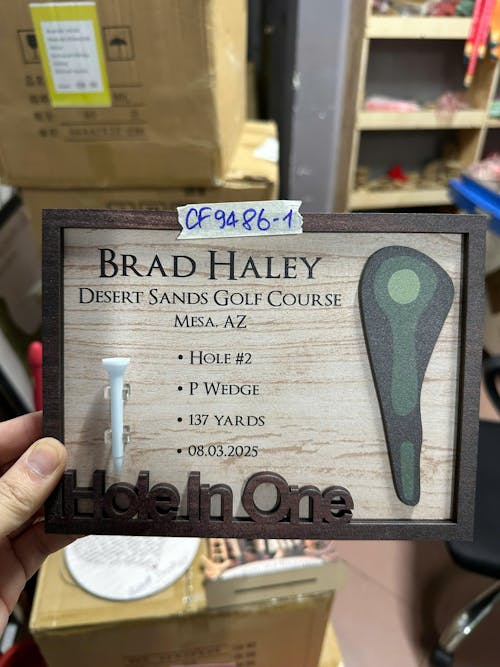 CF9486-1
BRAD HALEY
DESERT SANDS GOLF COURSE
MESA, AZ
• HOLE #2
• P WEDGE
• 137 YARDS
• 08.03.2025
Hole In One